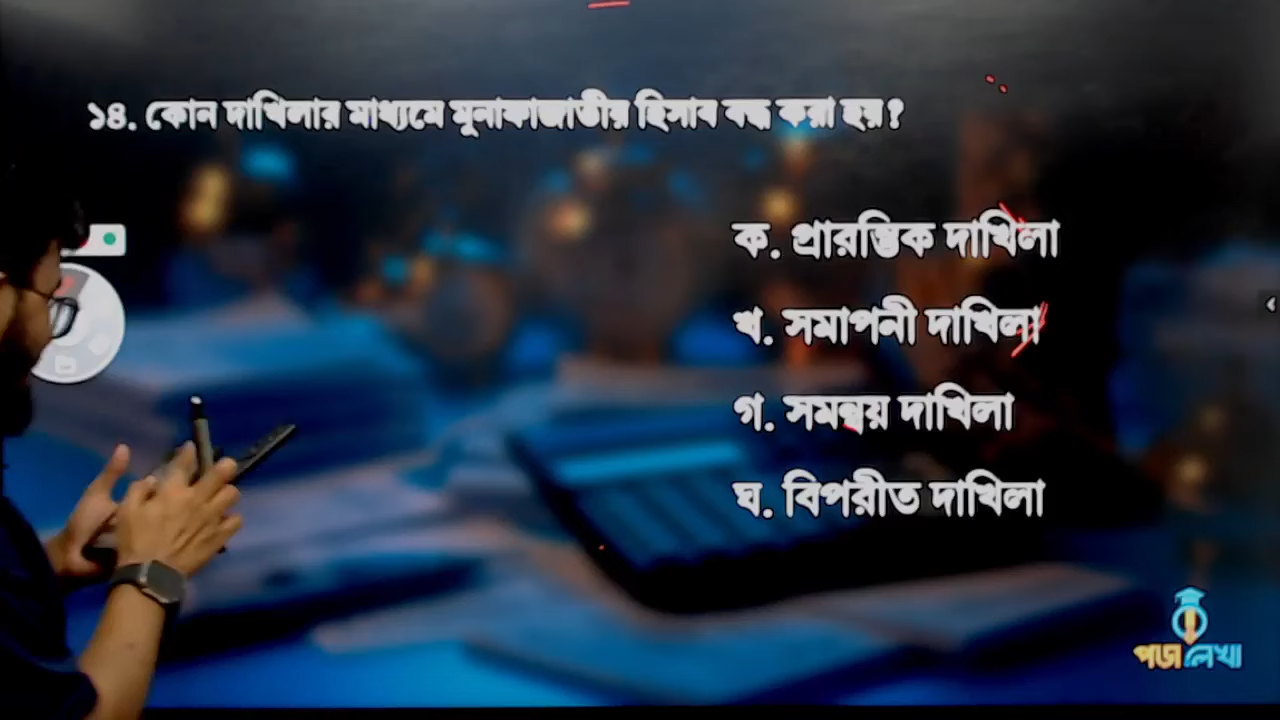 ১৪. কোন দাখিলার মাধ্যমে মুনাফাজাতীয় হিসাব বন্ধ করা হয়?
ক. প্রারম্ভিক দাখিলা
খ. সমাপনী দাখিলা
গ. সমন্বয় দাখিলা
ঘ. বিপরীত দাখিলা
পড়ালেখা